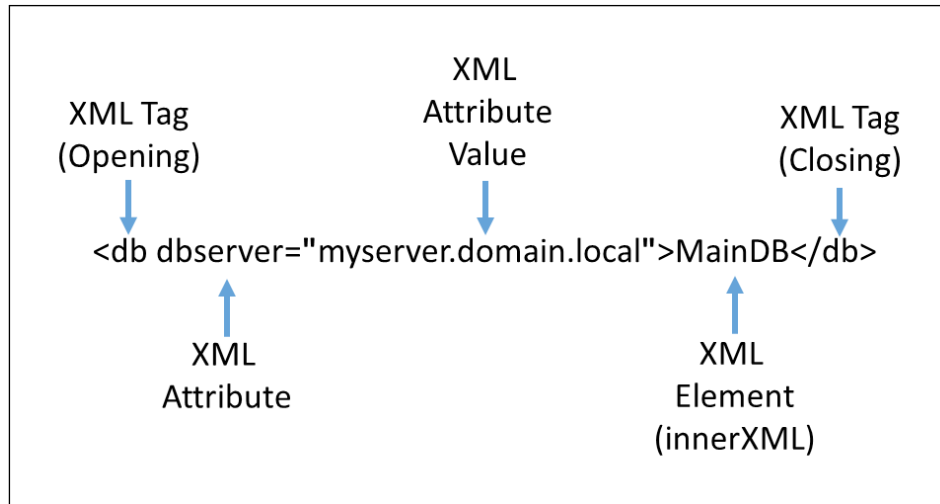 XML
Attribute
Value
XML Tag
(Opening)
XML Tag
(Closing)
<db dbserver="myserver.domain.local">MainDB</db>
XML
Attribute
XML
Element
(innerXML)